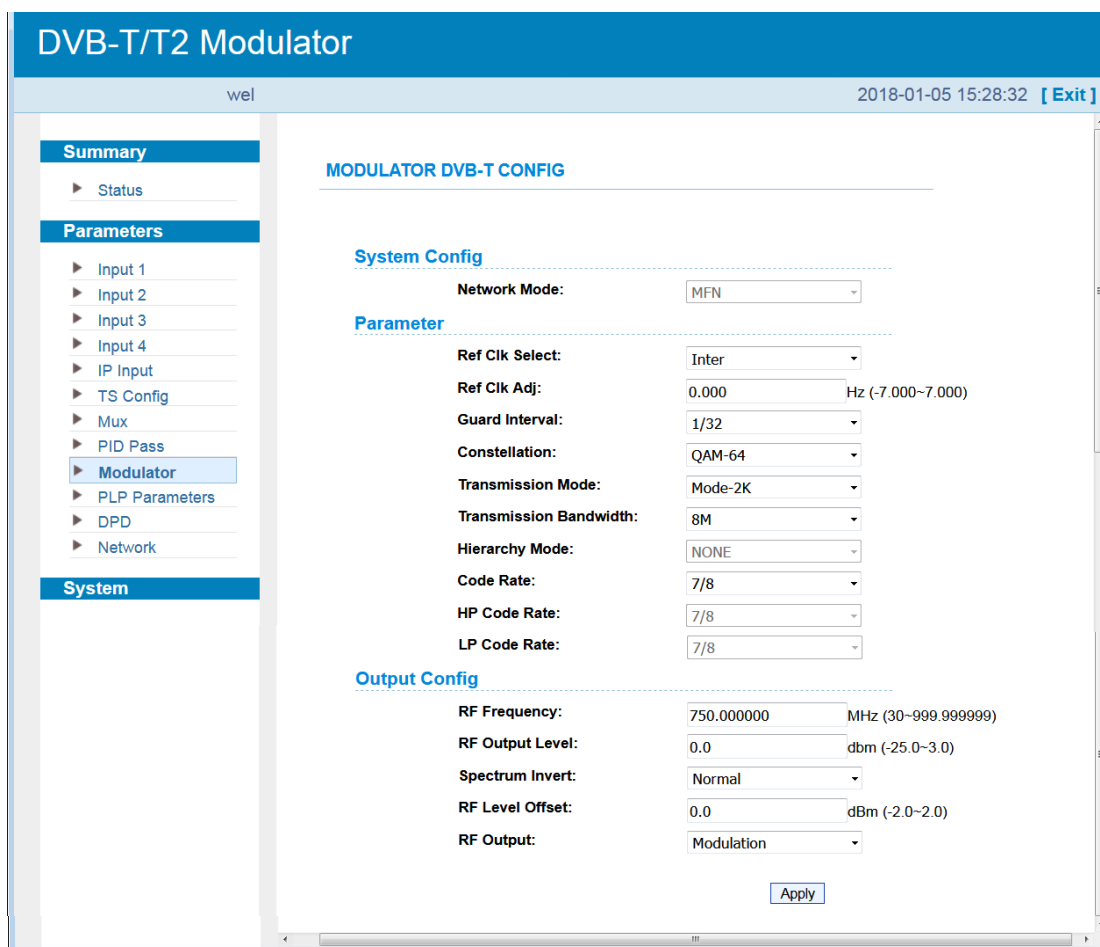 DVB-T/T2 Modulator
wel 2018-01-05 15:28:32 [ Exit ]
Summary
Status
Parameters
Input 1
Input 2
Input 3
Input 4
IP Input
TS Config
Mux
PID Pass
Modulator
PLP Parameters
DPD
Network
System
MODULATOR DVB-T CONFIG
System Config
Network Mode: MFN
Parameter
Ref Clk Select: Inter
Ref Clk Adj: 0.000 Hz (-7.000~7.000)
Guard Interval: 1/32
Constellation: QAM-64
Transmission Mode: Mode-2K
Transmission Bandwidth: 8M
Hierarchy Mode: NONE
Code Rate: 7/8
HP Code Rate: 7/8
LP Code Rate: 7/8
Output Config
RF Frequency: 750.000000 MHz (30~999.999999)
RF Output Level: 0.0 dbm (-25.0~3.0)
Spectrum Invert: Normal
RF Level Offset: 0.0 dBm (-2.0~2.0)
RF Output: Modulation
Apply